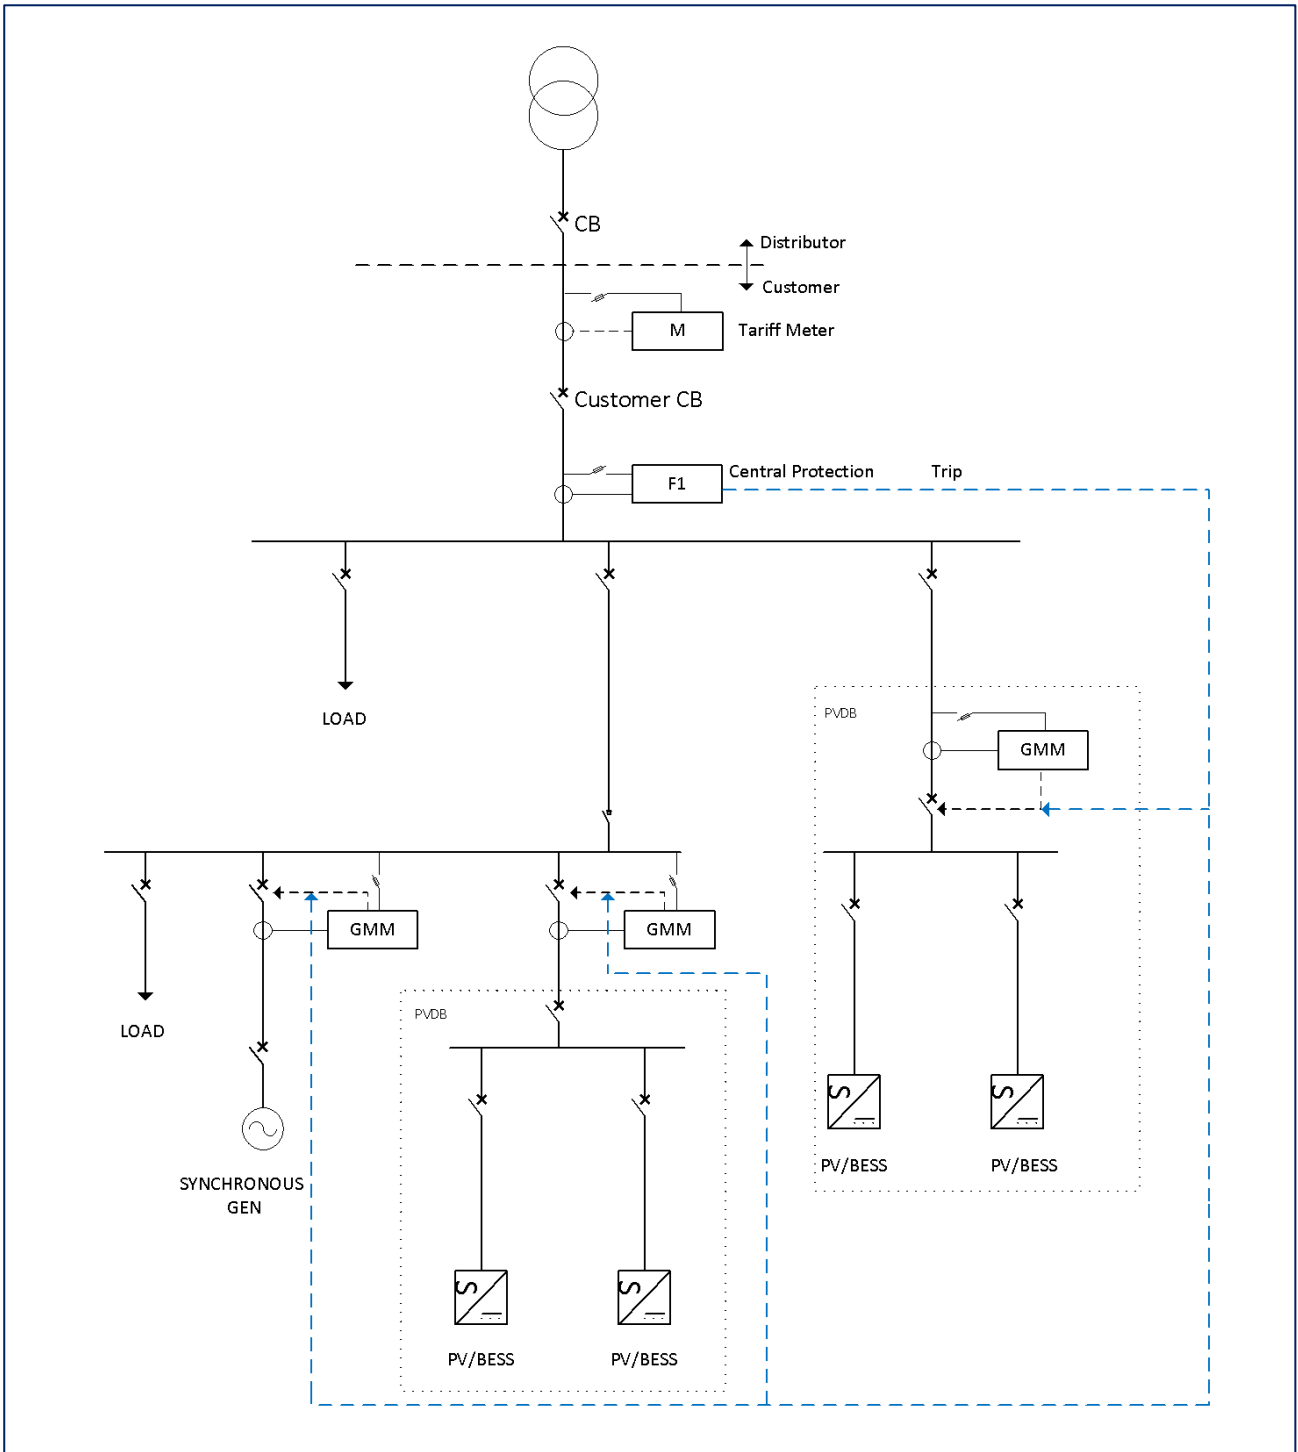 CB
Distributor
Customer
M
Tariff Meter
Customer CB
F1
Central Protection
Trip
LOAD
PVDB
GMM
GMM
GMM
LOAD
PVDB
PV/BESS
PV/BESS
SYNCHRONOUS
GEN
PV/BESS
PV/BESS